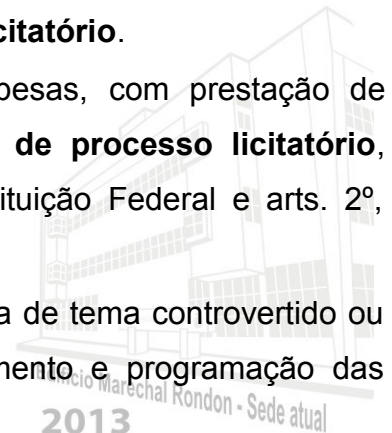 citatório.
pesas, com prestação de
de processo licitatório,
tituição Federal e arts. 2º,
a de tema controvertido ou
mento e programação das
Edifício Marechal Rondon - Sede atual
2013